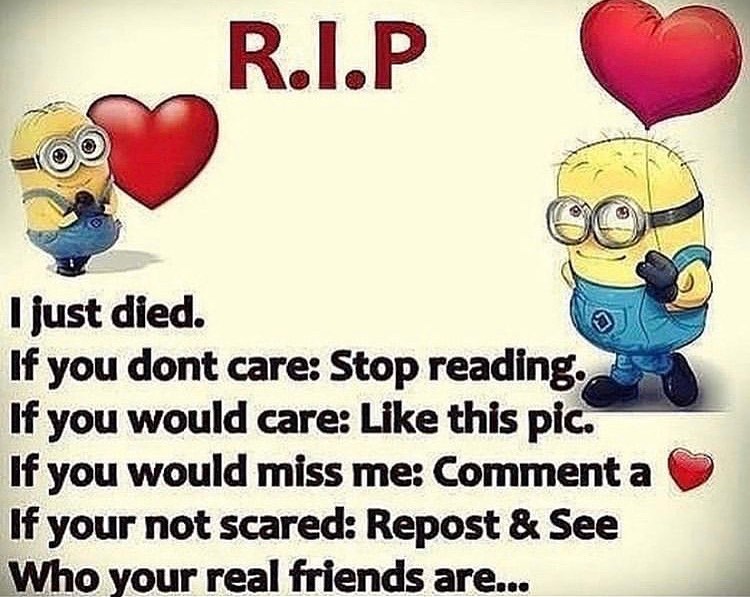 R.I.P
I just died.
If you dont care: Stop reading.
If you would care: Like this pic.
If you would miss me: Comment a
If your not scared: Repost & See
Who your real friends are...